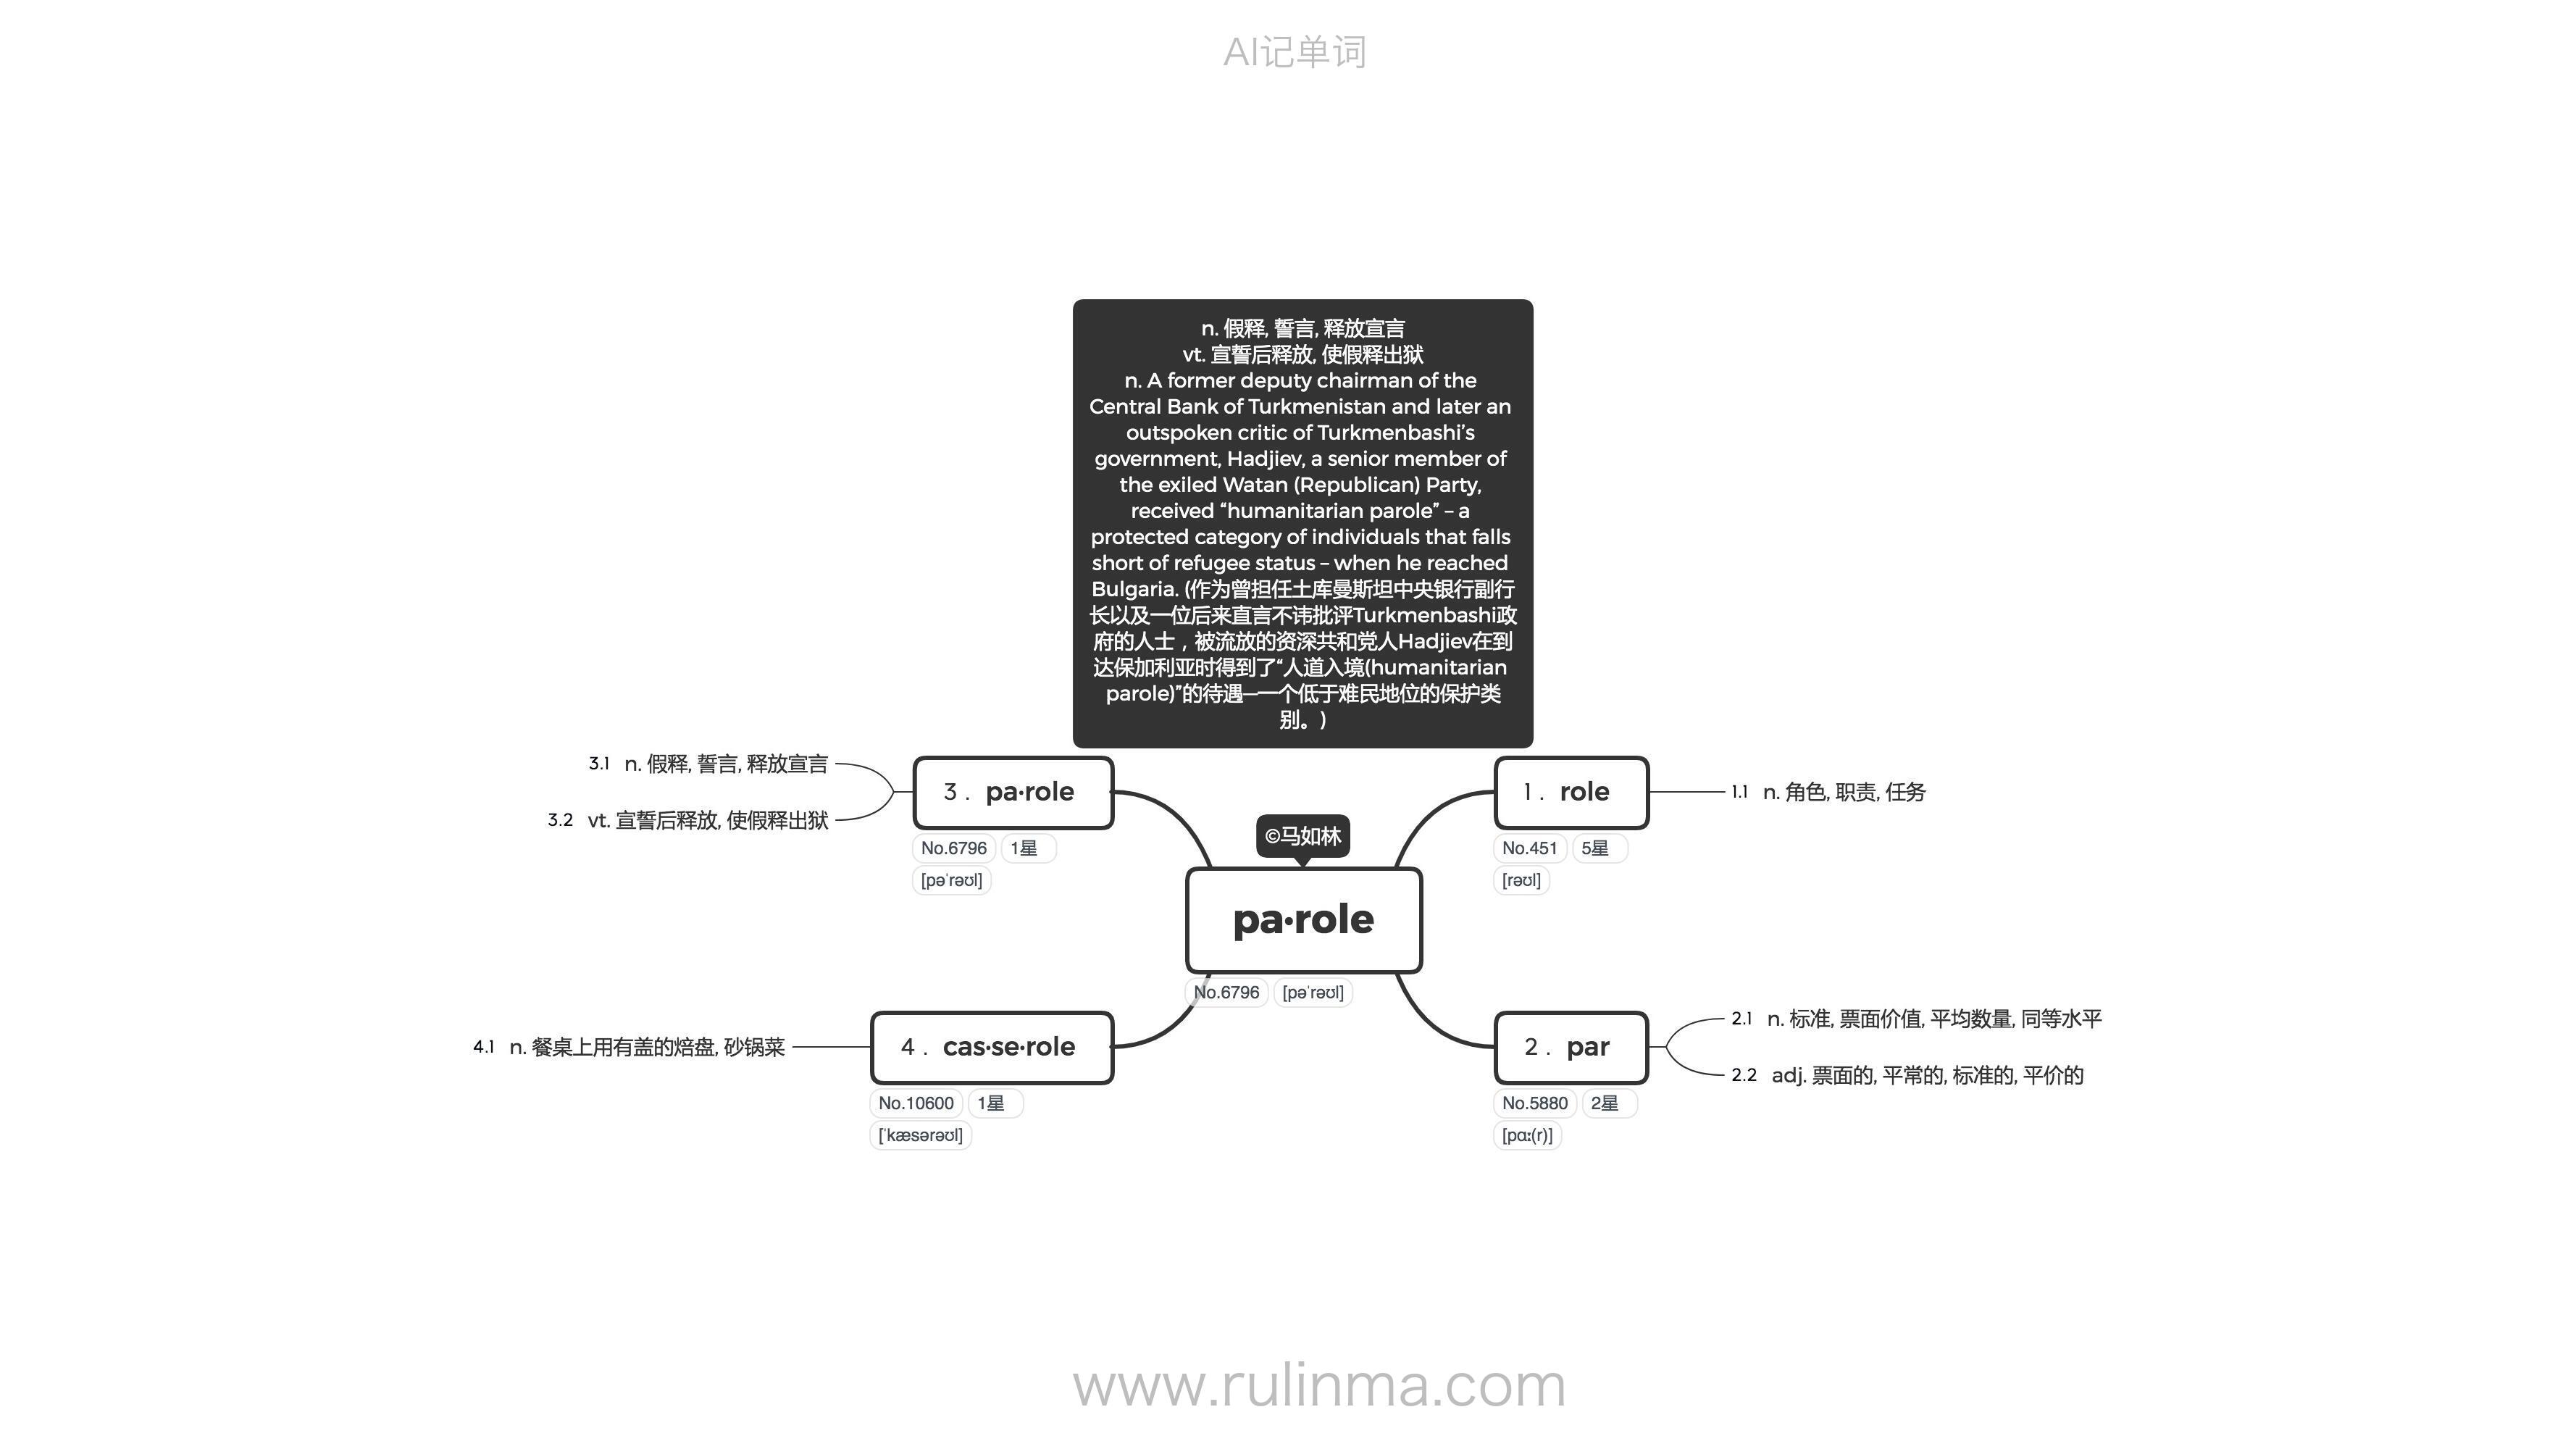 AI记单词
n. 假释, 誓言, 释放宣言
vt. 宣誓后释放, 使假释出狱
n. A former deputy chairman of the
Central Bank of Turkmenistan and later an
outspoken critic of Turkmenbashi’s
government, Hadjiev, a senior member of
the exiled Watan (Republican) Party,
received “humanitarian parole” – a
protected category of individuals that falls
short of refugee status – when he reached
Bulgaria. (作为曾担任土库曼斯坦中央银行副行
长以及一位后来直言不讳批评Turkmenbashi政
府的人士，被流放的资深共和党人Hadjiev在到
达保加利亚时得到了“人道入境(humanitarian
parole)”的待遇—一个低于难民地位的保护类
别。)
©马如林
pa·role
No.6796 [pəˈrəʊl]
1. role
No.451 5星
[rəʊl]
1.1 n. 角色, 职责, 任务
2. par
No.5880 2星
[pɑː(r)]
2.1 n. 标准, 票面价值, 平均数量, 同等水平
2.2 adj. 票面的, 平常的, 标准的, 平价的
3. pa·role
No.6796 1星
[pəˈrəʊl]
3.1 n. 假释, 誓言, 释放宣言
3.2 vt. 宣誓后释放, 使假释出狱
4. cas·se·role
No.10600 1星
[ˈkæsərəʊl]
4.1 n. 餐桌上用有盖的焙盘, 砂锅菜
www.rulinma.com